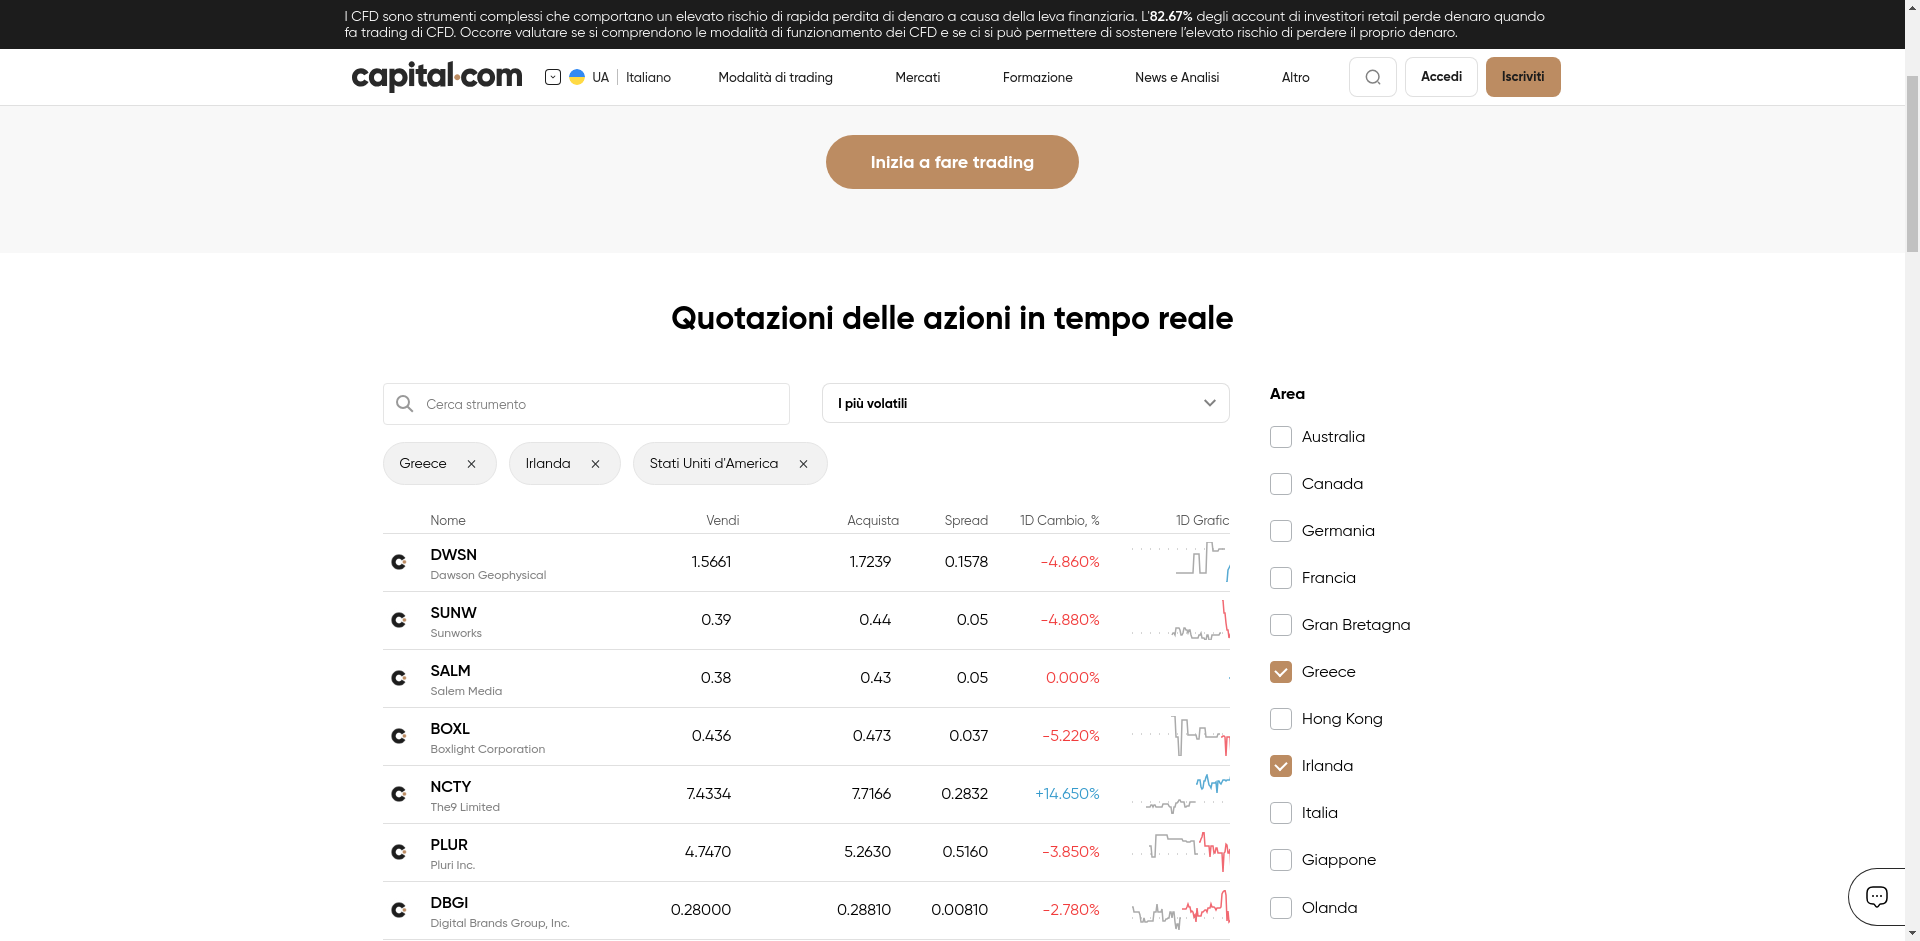 I CFD sono strumenti complessi che comportano un elevato rischio di rapida perdita di denaro a causa della leva finanziaria. L'82.67% degli account di investitori retail perde denaro quando
fa trading di CFD. Occorre valutare se si comprendono le modalità di funzionamento dei CFD e se ci si può permettere di sostenere l'elevato rischio di perdere il proprio denaro.
capital.com UA Italiano Modalità di trading Mercati Formazione News e Analisi Altro Accedi Iscriviti
Inizia a fare trading
Quotazioni delle azioni in tempo reale
Cerca strumento I più volatili
Greece Irlanda Stati Uniti d'America
Nome Vendi Acquista Spread 1D Cambio, % 1D Grafic
DWSN 1.5661 1.7239 0.1578 -4.860%
Dawson Geophysical
SUNW 0.39 0.44 0.05 -4.880%
Sunworks
SALM 0.38 0.43 0.05 0.000%
Salem Media
BOXL 0.436 0.473 0.037 -5.220%
Boxlight Corporation
NCTY 7.4334 7.7166 0.2832 +14.650%
The9 Limited
PLUR 4.7470 5.2630 0.5160 -3.850%
Pluri Inc.
DBGI 0.28000 0.28810 0.00810 -2.780%
Digital Brands Group, Inc.
Area
Australia
Canada
Germania
Francia
Gran Bretagna
Greece
Hong Kong
Irlanda
Italia
Giappone
Olanda